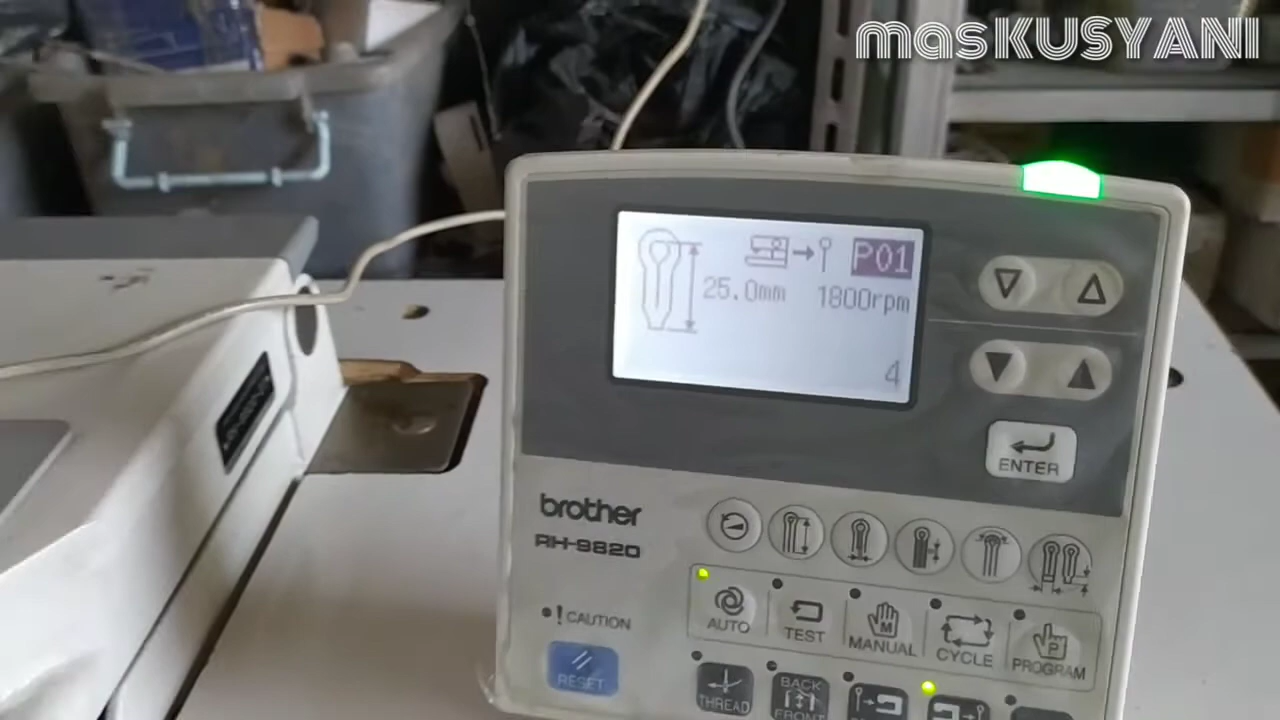 masKUSYANI
P01
25.0mm 1800rpm
4
ENTER
brother
RH-9820
! CAUTION
AUTO
TEST
MANUAL
CYCLE
PROGRAM
RESET
THREAD
BACK
FRONT